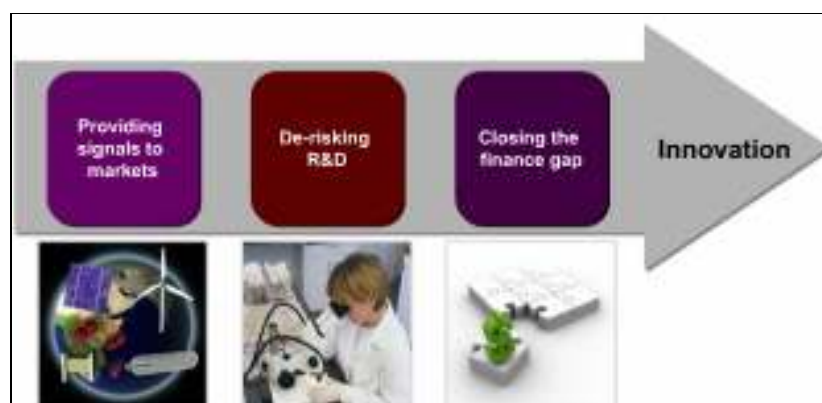 Providing
signals to
markets
De-risking
R&D
Closing the
finance gap
Innovation